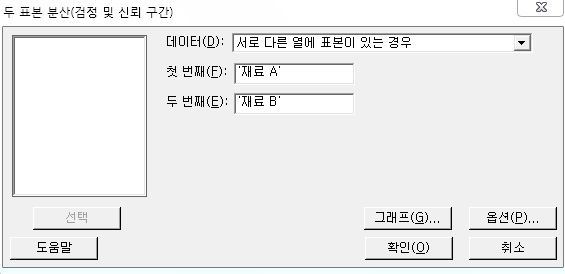 두 표본 분산(검정 및 신뢰 구간)
데이터(D): 서로 다른 열에 표본이 있는 경우
첫 번째(F): '재료 A'
두 번째(E): '재료 B'
선택 그래프(G)... 옵션(P)...
도움말 확인(O) 취소